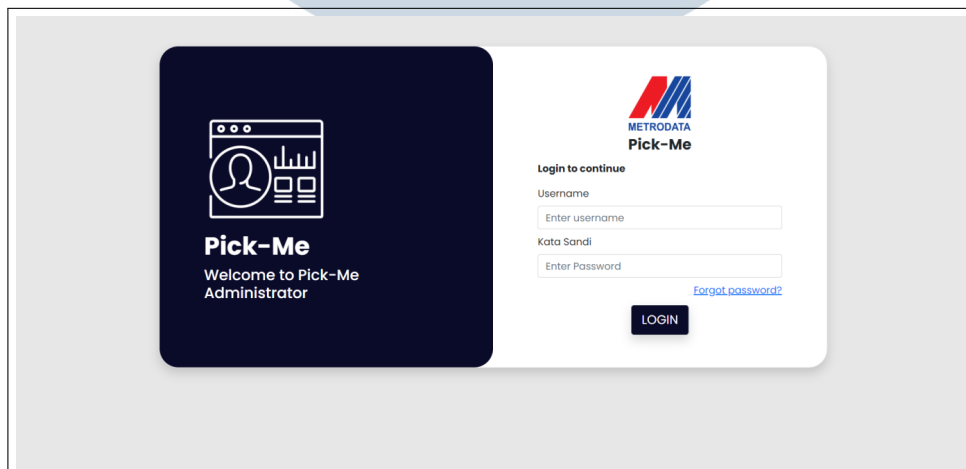 Pick-Me
Welcome to Pick-Me
Administrator
METRODATA
Pick-Me
Login to continue
Username
Enter username
Kata Sandi
Enter Password
Forgot password?
LOGIN